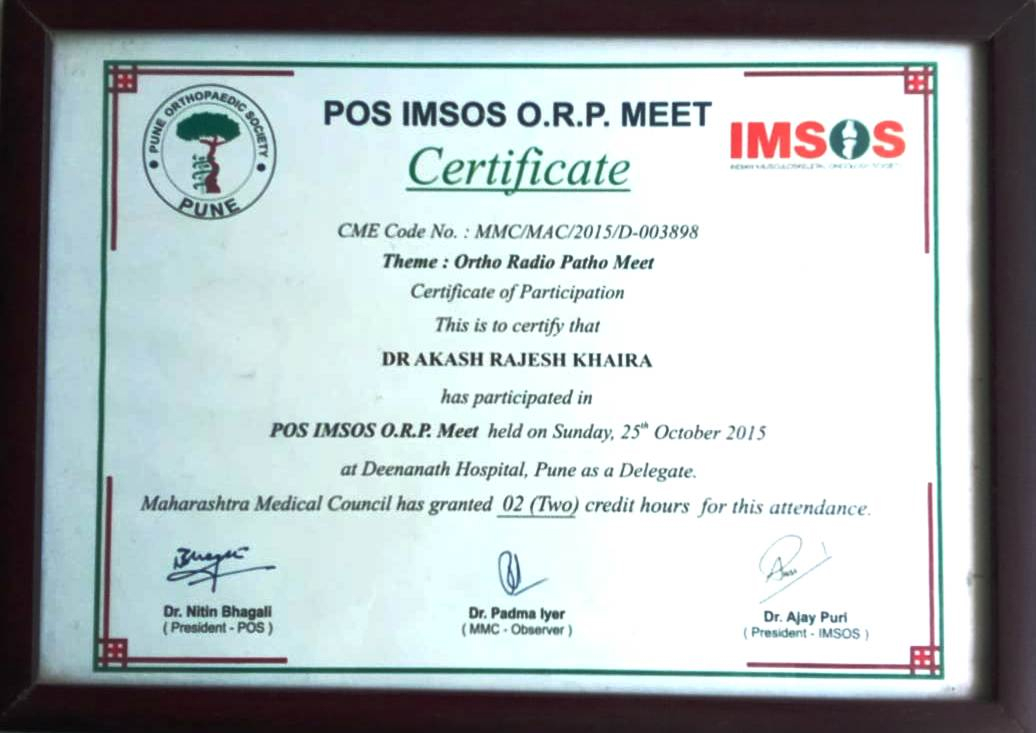 PUNE ORTHOPAEDIC SOCIETY
PUNE
POS IMSOS O.R.P. MEET
IMSOS
INDIAN MUSCULOSKELETAL ONCOLOGY SOCIETY
Certificate
CME Code No. : MMC/MAC/2015/D-003898
Theme : Ortho Radio Patho Meet
Certificate of Participation
This is to certify that
DR AKASH RAJESH KHAIRA
has participated in
POS IMSOS O.R.P. Meet held on Sunday, 25th October 2015
at Deenanath Hospital, Pune as a Delegate.
Maharashtra Medical Council has granted 02 (Two) credit hours for this attendance.
Dr. Nitin Bhagali
( President - POS )
Dr. Padma Iyer
( MMC - Observer )
Dr. Ajay Puri
( President - IMSOS )